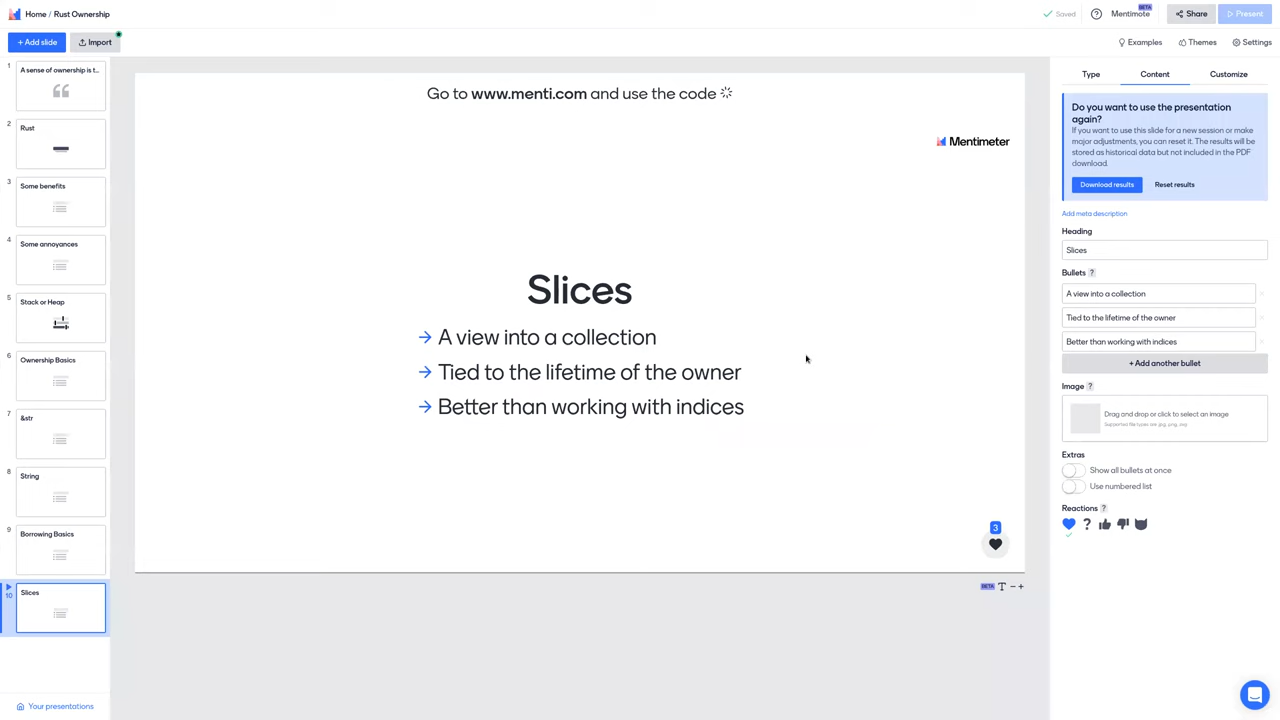 Home / Rust Ownership
Saved
Mentimote
BETA
Share
Present
+ Add slide
Import
Examples
Themes
Settings
1
A sense of ownership is t...
2
Rust
3
Some benefits
4
Some annoyances
5
Stack or Heap
6
Ownership Basics
7
&str
8
String
9
Borrowing Basics
10
Slices
Your presentations
Go to www.menti.com and use the code
Mentimeter
Slices
→ A view into a collection
→ Tied to the lifetime of the owner
→ Better than working with indices
3
BETA T − +
Type
Content
Customize
Do you want to use the presentation
again?
If you want to use this slide for a new session or make
major adjustments, you can reset it. The results will be
stored as historical data but not included in the PDF
download.
Download results
Reset results
Add meta description
Heading
Slices
Bullets ?
A view into a collection
Tied to the lifetime of the owner
Better than working with indices
+ Add another bullet
Image ?
Drag and drop or click to select an image
Supported file types are jpg, png, svg
Extras
Show all bullets at once
Use numbered list
Reactions ?